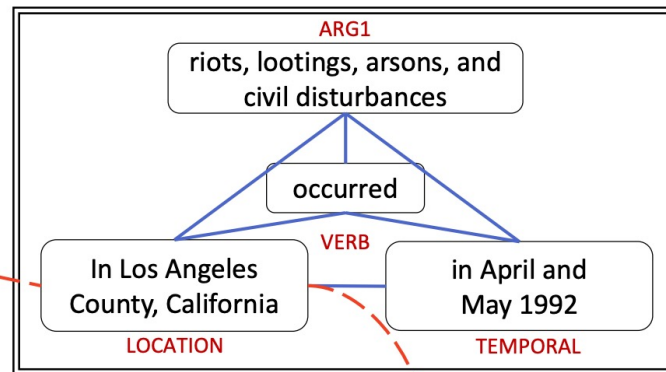 ARG1
riots, lootings, arsons, and
civil disturbances
occurred
VERB
In Los Angeles
County, California
in April and
May 1992
LOCATION
TEMPORAL